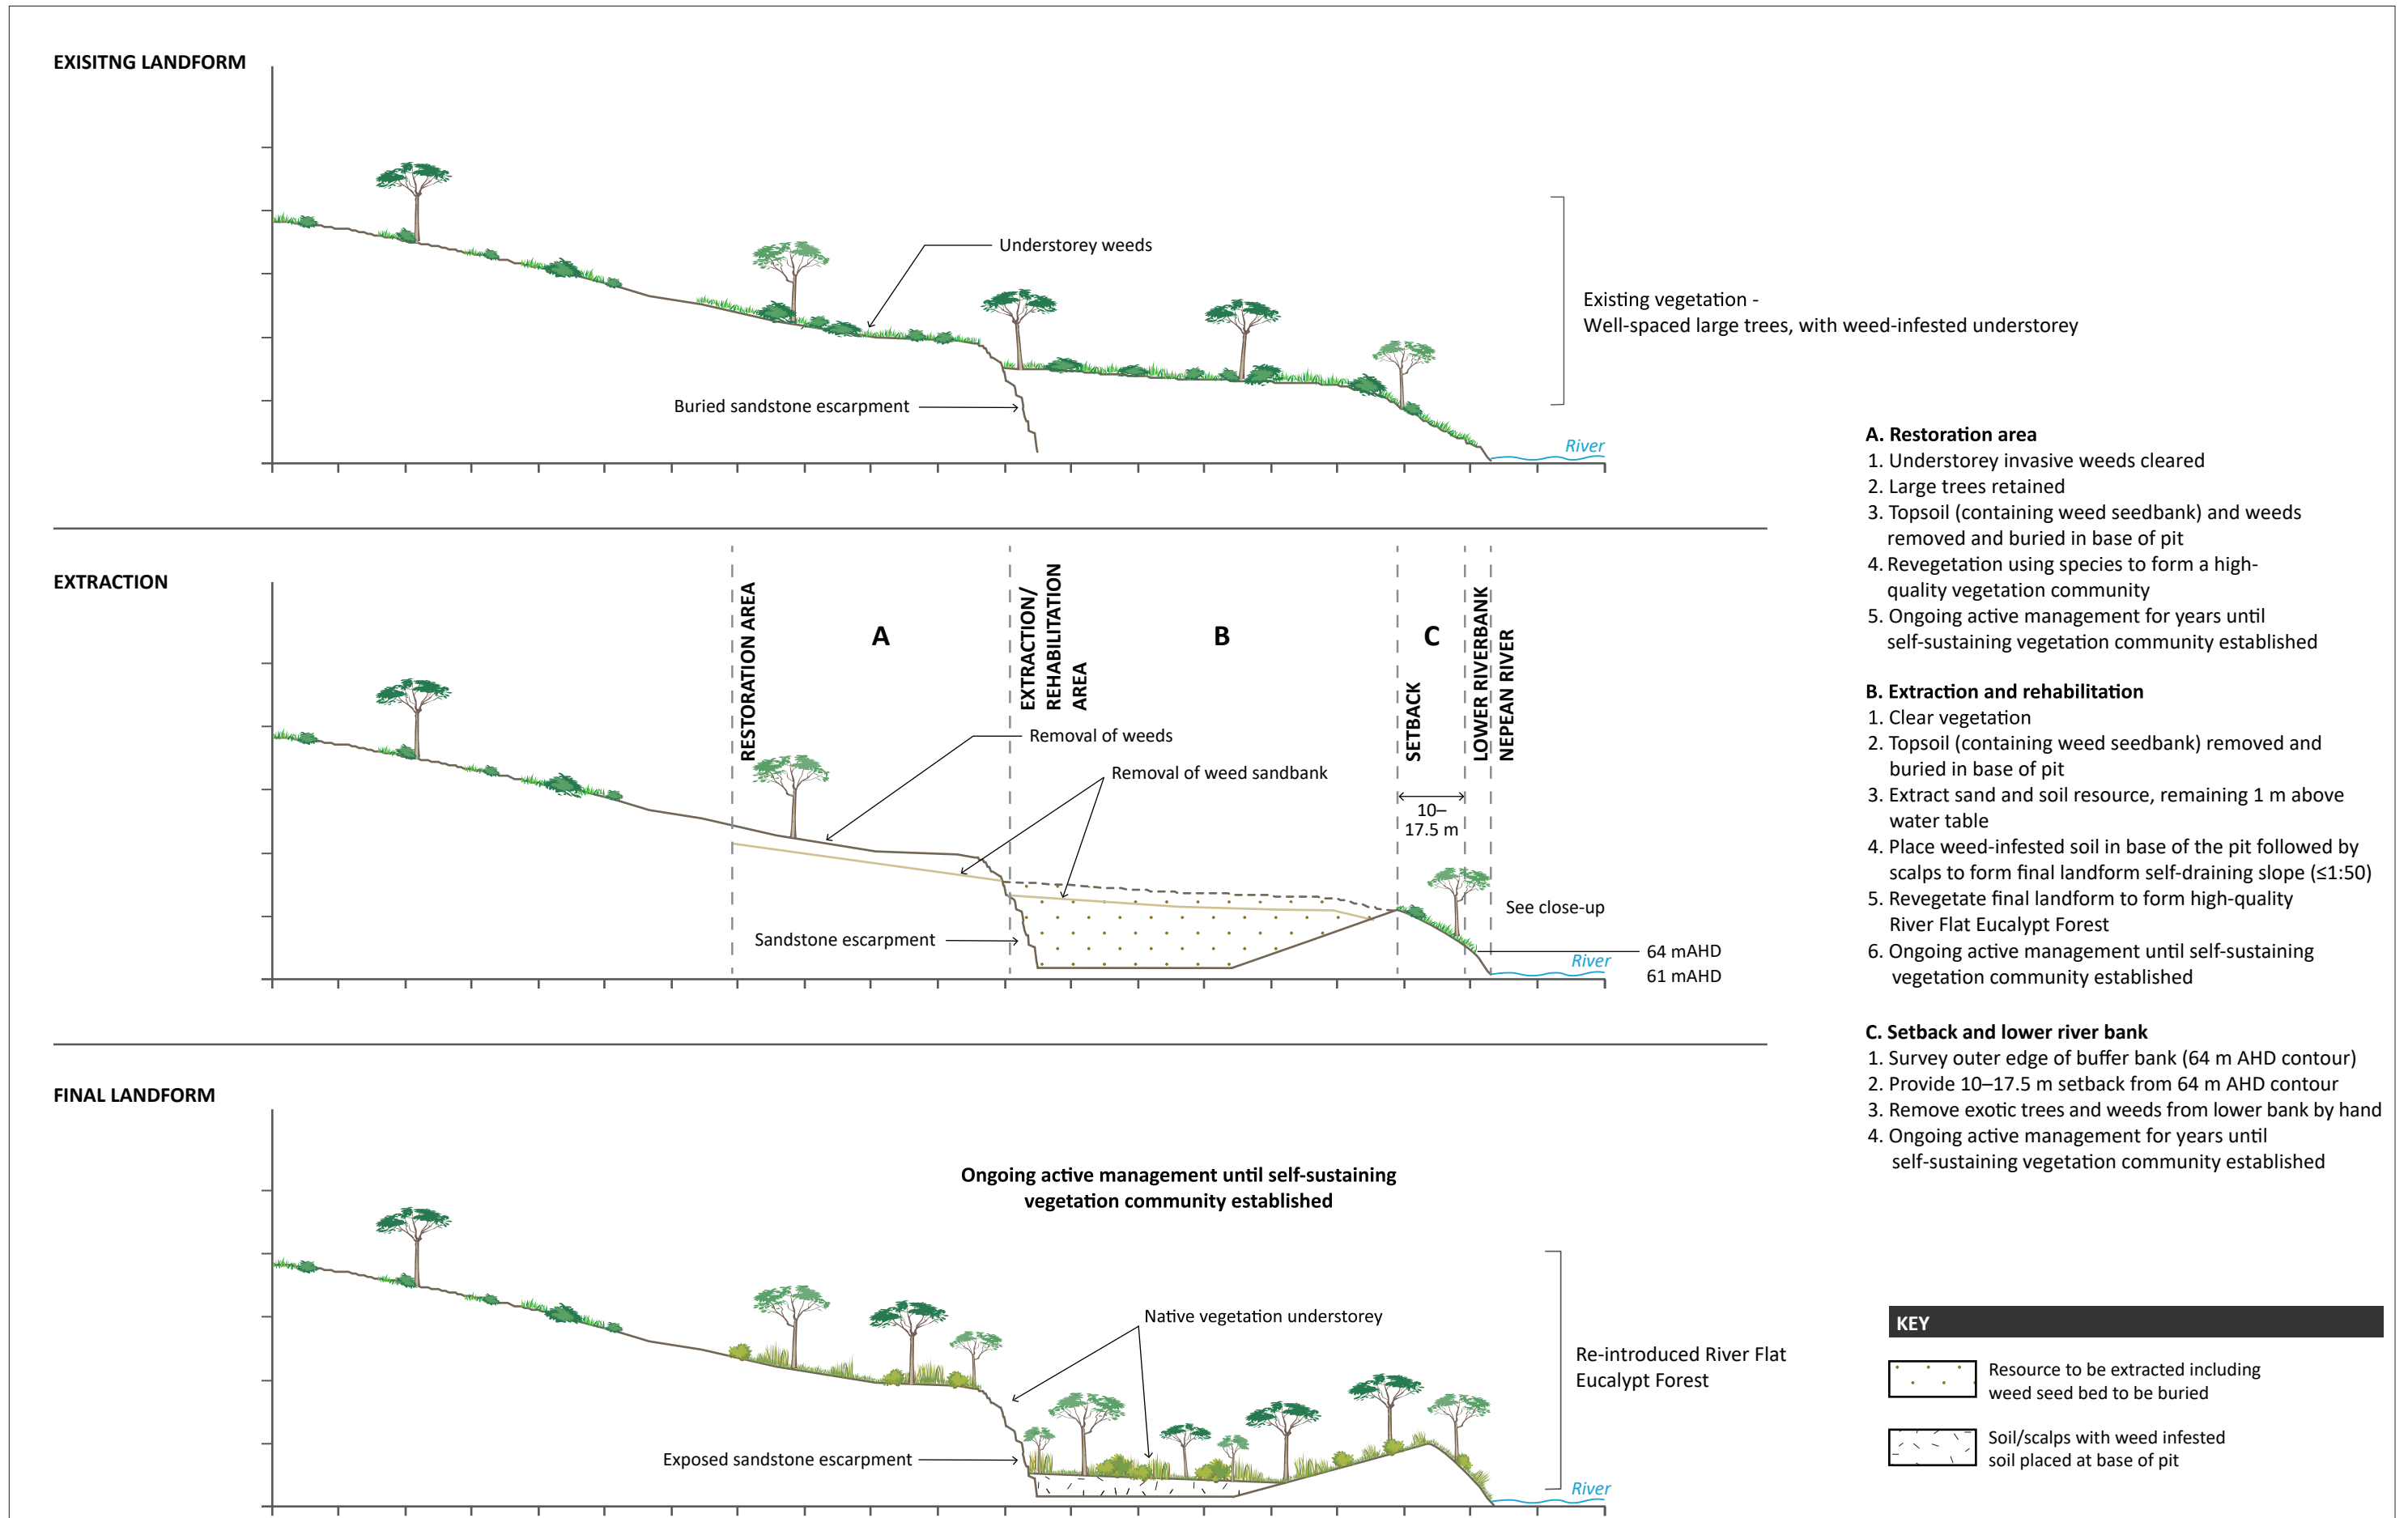 EXISITNG LANDFORM
Understorey weeds
Existing vegetation -
Well-spaced large trees, with weed-infested understorey
Buried sandstone escarpment
River
EXTRACTION
RESTORATION AREA
A
EXTRACTION/
REHABILITATION
AREA
B
C
SETBACK
LOWER RIVERBANK
NEPEAN RIVER
Removal of weeds
Removal of weed sandbank
10–
17.5 m
See close-up
Sandstone escarpment
64 mAHD
River
61 mAHD
FINAL LANDFORM
Ongoing active management until self-sustaining
vegetation community established
Native vegetation understorey
Re-introduced River Flat
Eucalypt Forest
Exposed sandstone escarpment
River
A. Restoration area
1. Understorey invasive weeds cleared
2. Large trees retained
3. Topsoil (containing weed seedbank) and weeds
removed and buried in base of pit
4. Revegetation using species to form a high-
quality vegetation community
5. Ongoing active management for years until
self-sustaining vegetation community established
B. Extraction and rehabilitation
1. Clear vegetation
2. Topsoil (containing weed seedbank) removed and
buried in base of pit
3. Extract sand and soil resource, remaining 1 m above
water table
4. Place weed-infested soil in base of the pit followed by
scalps to form final landform self-draining slope (≤1:50)
5. Revegetate final landform to form high-quality
River Flat Eucalypt Forest
6. Ongoing active management until self-sustaining
vegetation community established
C. Setback and lower river bank
1. Survey outer edge of buffer bank (64 m AHD contour)
2. Provide 10–17.5 m setback from 64 m AHD contour
3. Remove exotic trees and weeds from lower bank by hand
4. Ongoing active management for years until
self-sustaining vegetation community established
KEY
Resource to be extracted including
weed seed bed to be buried
Soil/scalps with weed infested
soil placed at base of pit